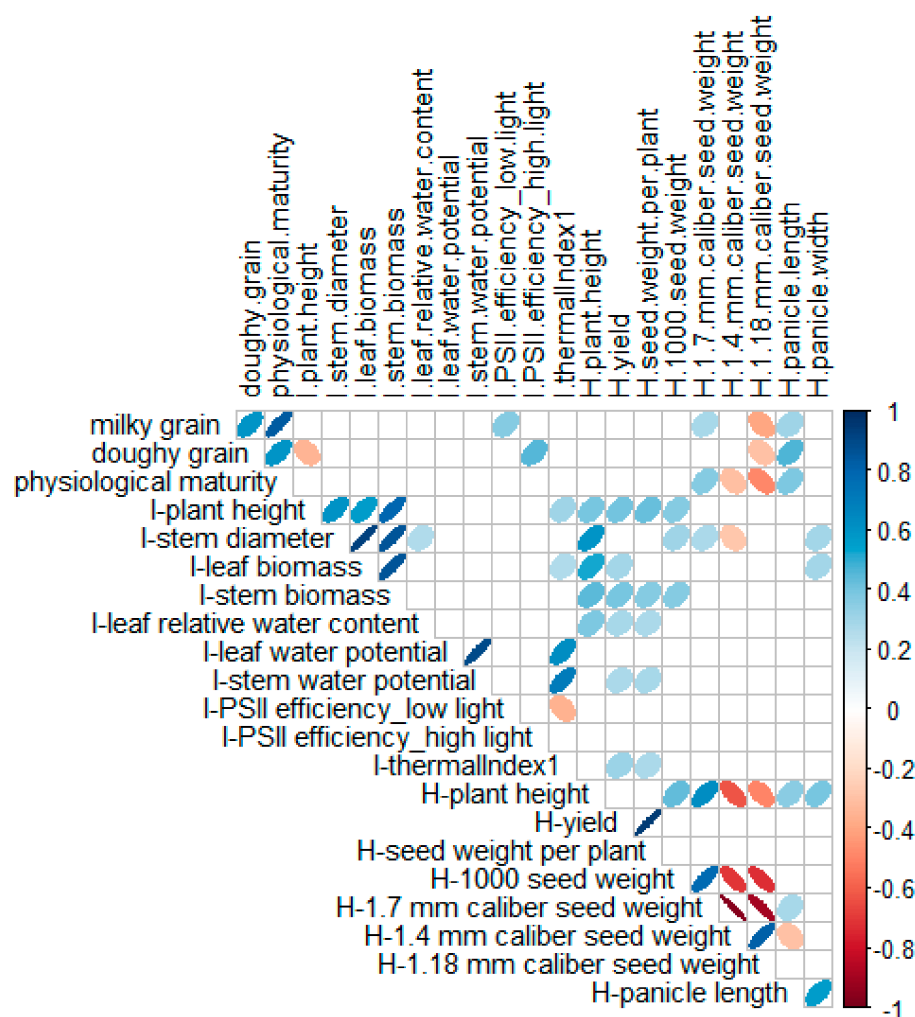 doughy.grain
physiological.maturity
I.plant.height
I.stem.diameter
I.leaf.biomass
I.stem.biomass
I.leaf.relative.water.content
I.leaf.water.potential
I.stem.water.potential
I.PSII.efficiency_low.light
I.PSII.efficiency_high.light
I.thermalIndex1
H.plant.height
H.yield
H.seed.weight.per.plant
H.1000.seed.weight
H.1.7.mm.caliber.seed.weight
H.1.4.mm.caliber.seed.weight
H.1.18.mm.caliber.seed.weight
H.panicle.length
H.panicle.width
milky grain
doughy grain
physiological maturity
I-plant height
I-stem diameter
I-leaf biomass
I-stem biomass
I-leaf relative water content
I-leaf water potential
I-stem water potential
I-PSII efficiency_low light
I-PSII efficiency_high light
I-thermalIndex1
H-plant height
H-yield
H-seed weight per plant
H-1000 seed weight
H-1.7 mm caliber seed weight
H-1.4 mm caliber seed weight
H-1.18 mm caliber seed weight
H-panicle length
1
0.8
0.6
0.4
0.2
0
-0.2
-0.4
-0.6
-0.8
-1